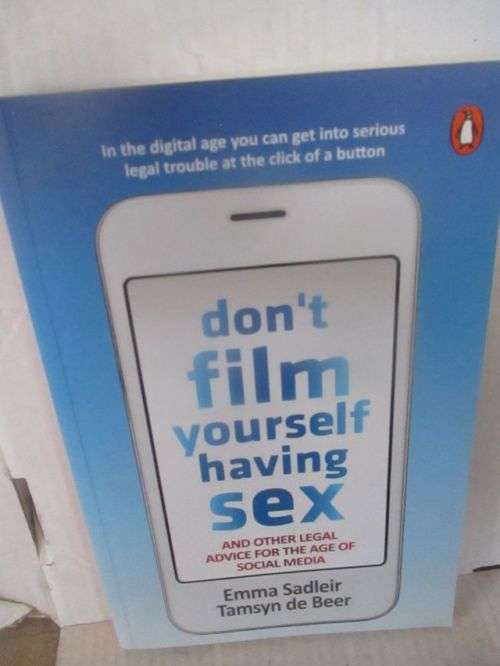 In the digital age you can get into serious
legal trouble at the click of a button
don't
film
yourself
having
sex
AND OTHER LEGAL
ADVICE FOR THE AGE OF
SOCIAL MEDIA
Emma Sadleir
Tamsyn de Beer